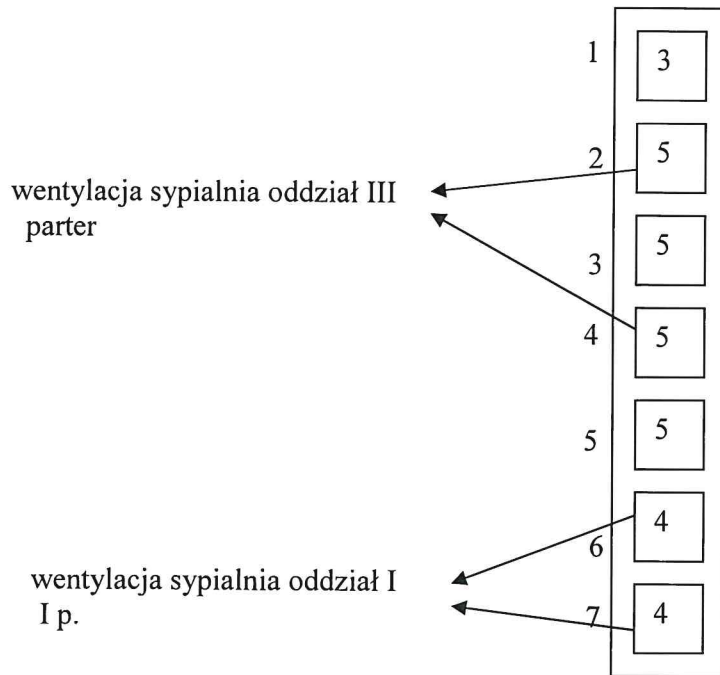 1 3
2 5
wentylacja sypialnia oddział III
parter
3 5
4 5
5 5
6 4
wentylacja sypialnia oddział I
I p.
7 4